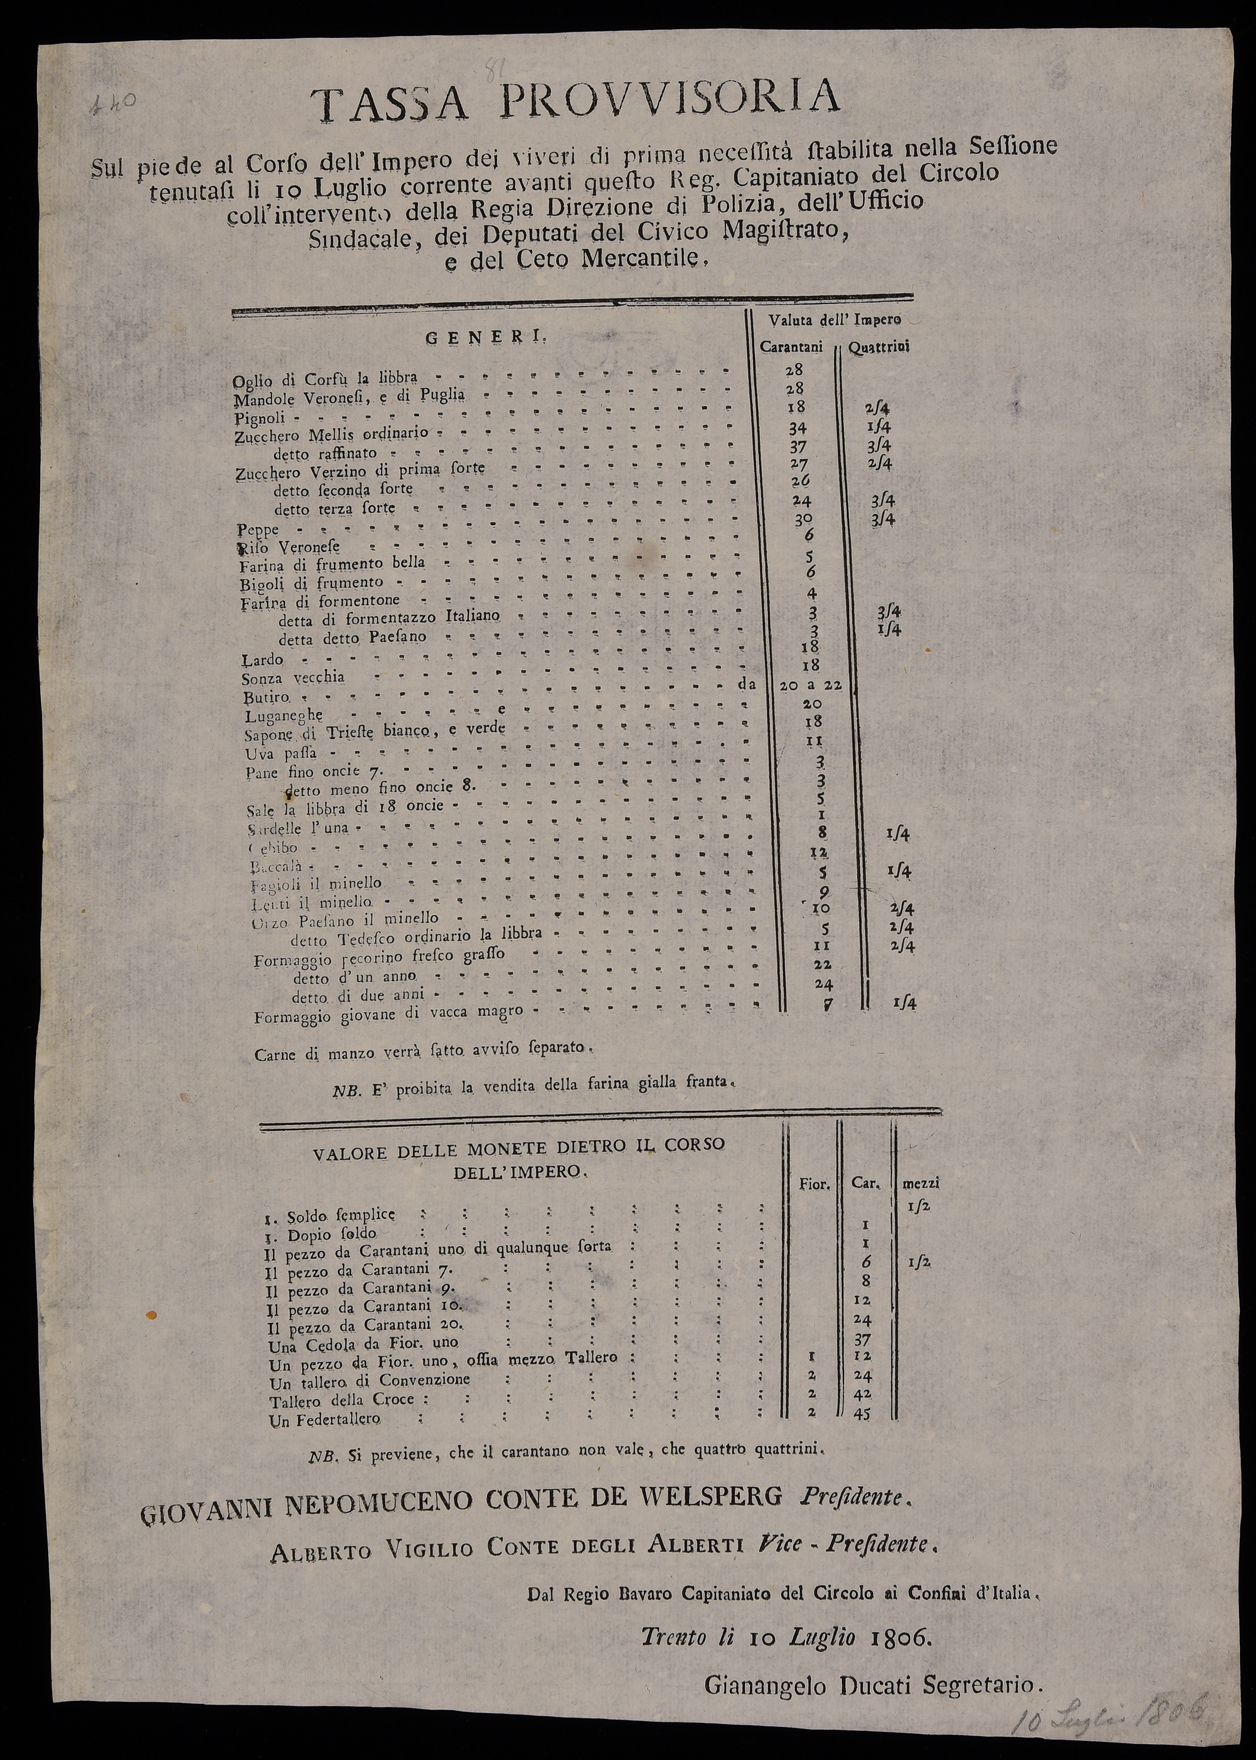 140
81
TASSA PROVVISORIA
Sul piede al Corſo dell'Impero dei viveri di prima neceſſità ſtabilita nella Seſſione
tenutaſi li 10 Luglio corrente avanti queſto Reg. Capitaniato del Circolo
coll'intervento della Regia Direzione di Polizia, dell'Ufficio
Sindacale, dei Deputati del Civico Magiſtrato,
e del Ceto Mercantile.
GENERI. Valuta dell' Impero
Carantani Quattrini
Oglio di Corfù la libbra 28
Mandole Veroneſi, e di Puglia 28
Pignoli 18 2/4
Zucchero Mellis ordinario 34 1/4
detto raffinato 37 3/4
Zucchero Verzino di prima ſorte 27 2/4
detto ſeconda ſorte 26
detto terza ſorte 24 3/4
Peppe 30 3/4
Riſo Veroneſe 6
Farina di frumento bella 5
Bigoli di frumento 6
Farina di formentone 4
detta di formentazzo Italiano 3 3/4
detta detto Paeſano 3 1/4
Lardo 18
Sonza vecchia 18
Butiro da 20 a 22
Luganeghe 20
Sapone di Trieſte bianco, e verde 18
Uva paſſa 11
Pane fino oncie 7. 3
detto meno fino oncie 8. 3
Sale la libbra di 18 oncie 5
Sardelle l'una 1
Cebibo 8 1/4
Baccalà 12
Fagioli il minello 5 1/4
Lenti il minello 9
Orzo Paeſano il minello 10 2/4
detto Tedeſco ordinario la libbra 5 2/4
Formaggio pecorino freſco graſſo 11 2/4
detto d'un anno 22
detto di due anni 24
Formaggio giovane di vacca magro 7 1/4
Carne di manzo verrà fatto avviſo ſeparato.
NB. E' proibita la vendita della farina gialla franta.
VALORE DELLE MONETE DIETRO IL CORSO
DELL'IMPERO.
Fior. Car. mezzi
1. Soldo ſemplice 1/2
1. Dopio ſoldo 1
Il pezzo da Carantani uno di qualunque ſorta 1
Il pezzo da Carantani 7. 6 1/2
Il pezzo da Carantani 9. 8
Il pezzo da Carantani 10. 12
Il pezzo da Carantani 20. 24
Una Cedola da Fior. uno 37
Un pezzo da Fior. uno, oſſia mezzo Tallero 1 12
Un tallero di Convenzione 2 24
Tallero della Croce 2 42
Un Federtallero 2 45
NB. Si previene, che il carantano non vale, che quattro quattrini.
GIOVANNI NEPOMUCENO CONTE DE WELSPERG Preſidente.
ALBERTO VIGILIO CONTE DEGLI ALBERTI Vice-Preſidente.
Dal Regio Bavaro Capitaniato del Circolo ai Confini d'Italia.
Trento li 10 Luglio 1806.
Gianangelo Ducati Segretario.
10 Luglio 1806